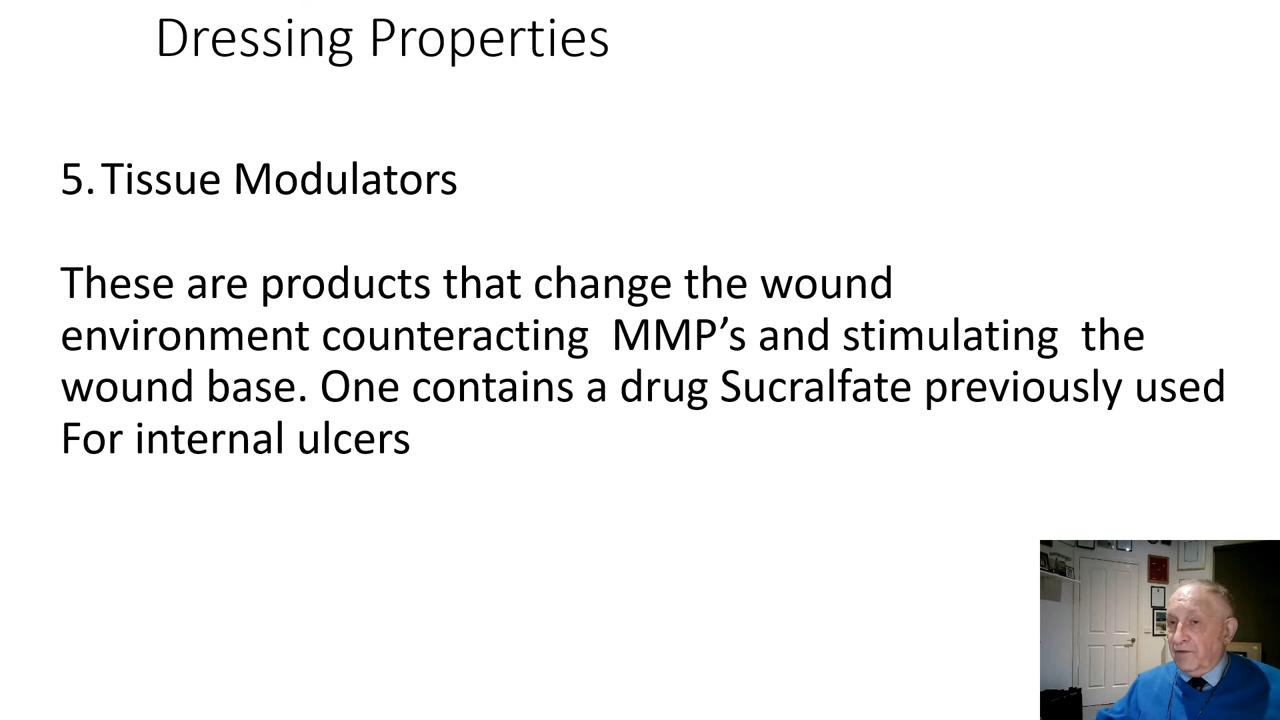 Dressing Properties
5. Tissue Modulators
These are products that change the wound
environment counteracting  MMP’s and stimulating  the
wound base. One contains a drug Sucralfate previously used
For internal ulcers